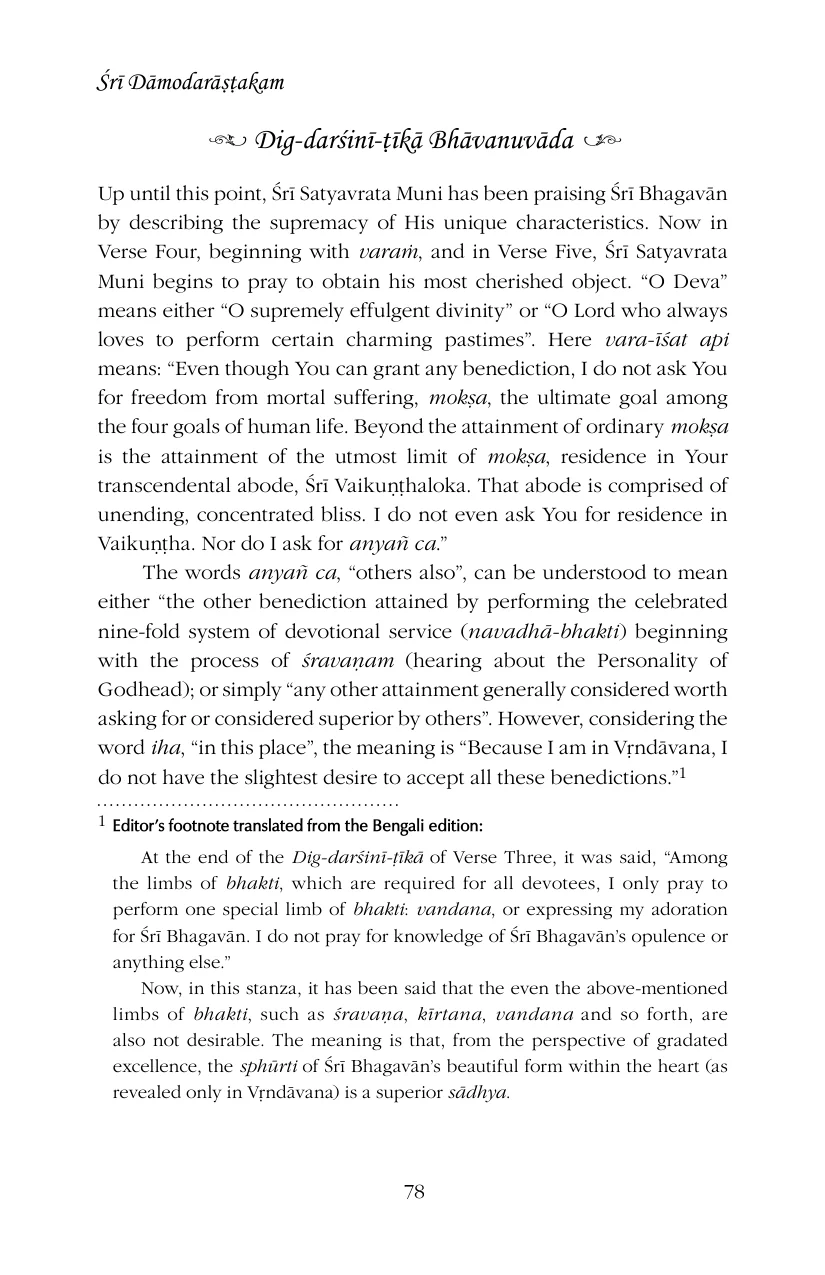 Śrī Dāmodarāṣṭakam
Dig-darśinī-ṭīkā Bhāvanuvāda
Up until this point, Śrī Satyavrata Muni has been praising Śrī Bhagavān
by describing the supremacy of His unique characteristics. Now in
Verse Four, beginning with varaṁ, and in Verse Five, Śrī Satyavrata
Muni begins to pray to obtain his most cherished object. “O Deva”
means either “O supremely effulgent divinity” or “O Lord who always
loves to perform certain charming pastimes”. Here vara-īśat api
means: “Even though You can grant any benediction, I do not ask You
for freedom from mortal suffering, mokṣa, the ultimate goal among
the four goals of human life. Beyond the attainment of ordinary mokṣa
is the attainment of the utmost limit of mokṣa, residence in Your
transcendental abode, Śrī Vaikuṇṭhaloka. That abode is comprised of
unending, concentrated bliss. I do not even ask You for residence in
Vaikuṇṭha. Nor do I ask for anyañ ca.”
The words anyañ ca, “others also”, can be understood to mean
either “the other benediction attained by performing the celebrated
nine-fold system of devotional service (navadhā-bhakti) beginning
with the process of śravaṇam (hearing about the Personality of
Godhead); or simply “any other attainment generally considered worth
asking for or considered superior by others”. However, considering the
word iha, “in this place”, the meaning is “Because I am in Vṛndāvana, I
do not have the slightest desire to accept all these benedictions.”1
1 Editor’s footnote translated from the Bengali edition:
At the end of the Dig-darśinī-ṭīkā of Verse Three, it was said, “Among
the limbs of bhakti, which are required for all devotees, I only pray to
perform one special limb of bhakti: vandana, or expressing my adoration
for Śrī Bhagavān. I do not pray for knowledge of Śrī Bhagavān’s opulence or
anything else.”
Now, in this stanza, it has been said that the even the above-mentioned
limbs of bhakti, such as śravaṇa, kīrtana, vandana and so forth, are
also not desirable. The meaning is that, from the perspective of gradated
excellence, the sphūrti of Śrī Bhagavān’s beautiful form within the heart (as
revealed only in Vṛndāvana) is a superior sādhya.
78